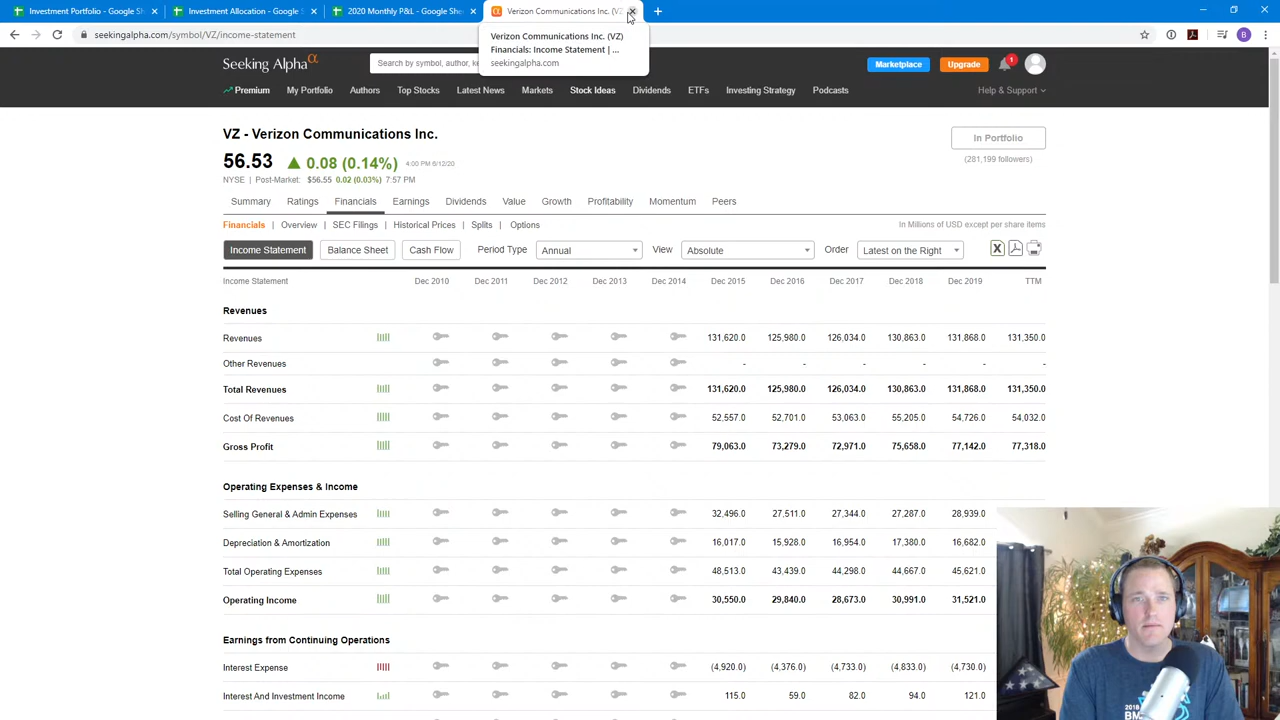 Investment Portfolio - Google Sh
Investment Allocation - Google S
2020 Monthly P&L - Google Sheets
Verizon Communications Inc. (VZ
seekingalpha.com/symbol/VZ/income-statement
Verizon Communications Inc. (VZ)
Financials: Income Statement | ...
seekingalpha.com
Seeking Alpha α
Search by symbol, author, ke
Marketplace
Upgrade
1
B
Premium My Portfolio Authors Top Stocks Latest News Markets Stock Ideas Dividends ETFs Investing Strategy Podcasts Help & Support
VZ - Verizon Communications Inc.
In Portfolio
56.53 ▲ 0.08 (0.14%) 4:00 PM 6/12/20
(281,199 followers)
NYSE | Post-Market: $56.55 0.02 (0.03%) 7:57 PM
Summary Ratings Financials Earnings Dividends Value Growth Profitability Momentum Peers
Financials | Overview | SEC Filings | Historical Prices | Splits | Options In Millions of USD except per share items
Income Statement Balance Sheet Cash Flow Period Type Annual View Absolute Order Latest on the Right X
Income Statement Dec 2010 Dec 2011 Dec 2012 Dec 2013 Dec 2014 Dec 2015 Dec 2016 Dec 2017 Dec 2018 Dec 2019 TTM
Revenues
Revenues 131,620.0 125,980.0 126,034.0 130,863.0 131,868.0 131,350.0
Other Revenues - - - - - -
Total Revenues 131,620.0 125,980.0 126,034.0 130,863.0 131,868.0 131,350.0
Cost Of Revenues 52,557.0 52,701.0 53,063.0 55,205.0 54,726.0 54,032.0
Gross Profit 79,063.0 73,279.0 72,971.0 75,658.0 77,142.0 77,318.0
Operating Expenses & Income
Selling General & Admin Expenses 32,496.0 27,511.0 27,344.0 27,287.0 28,939.0
Depreciation & Amortization 16,017.0 15,928.0 16,954.0 17,380.0 16,682.0
Total Operating Expenses 48,513.0 43,439.0 44,298.0 44,667.0 45,621.0
Operating Income 30,550.0 29,840.0 28,673.0 30,991.0 31,521.0
Earnings from Continuing Operations
Interest Expense (4,920.0) (4,376.0) (4,733.0) (4,833.0) (4,730.0)
Interest And Investment Income 115.0 59.0 82.0 94.0 121.0
2018